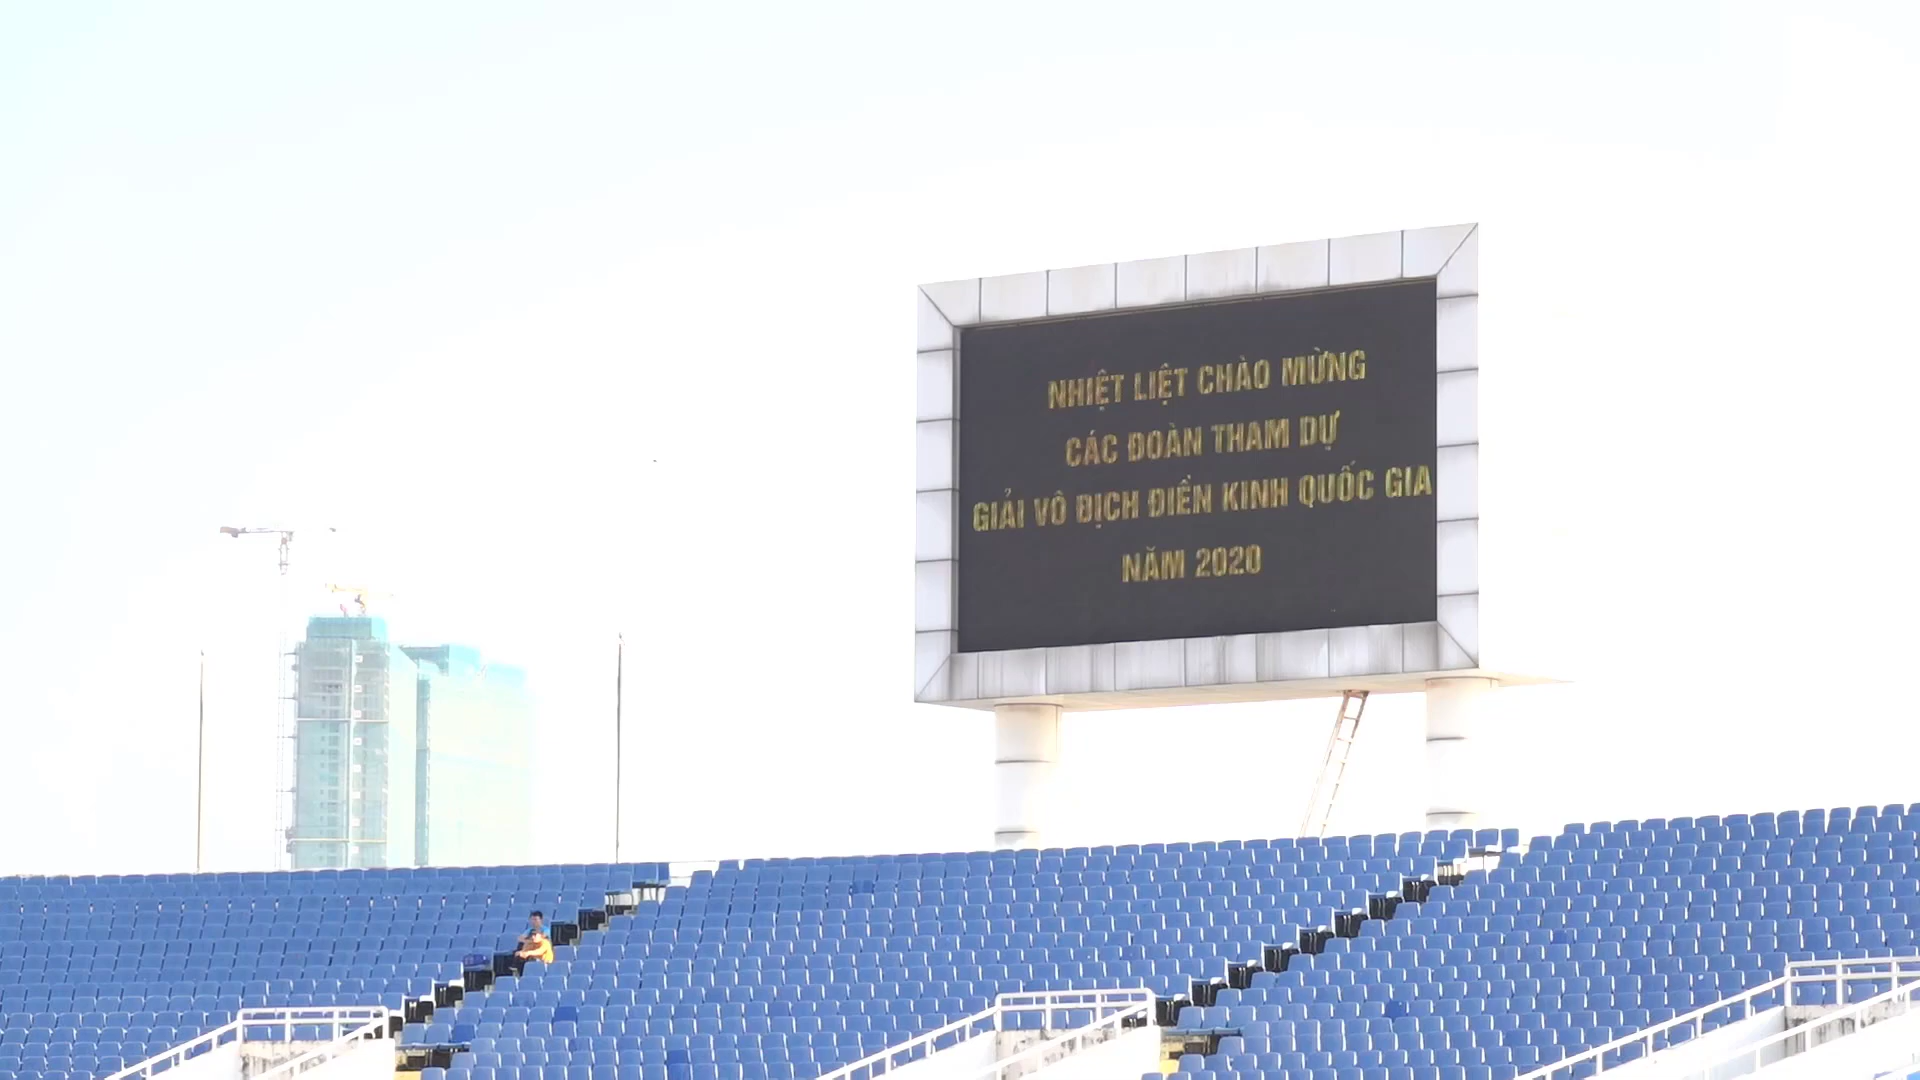 NHIỆT LIỆT CHÀO MỪNG
CÁC ĐOÀN THAM DỰ
GIẢI VÔ ĐỊCH ĐIỀN KINH QUỐC GIA
NĂM 2020